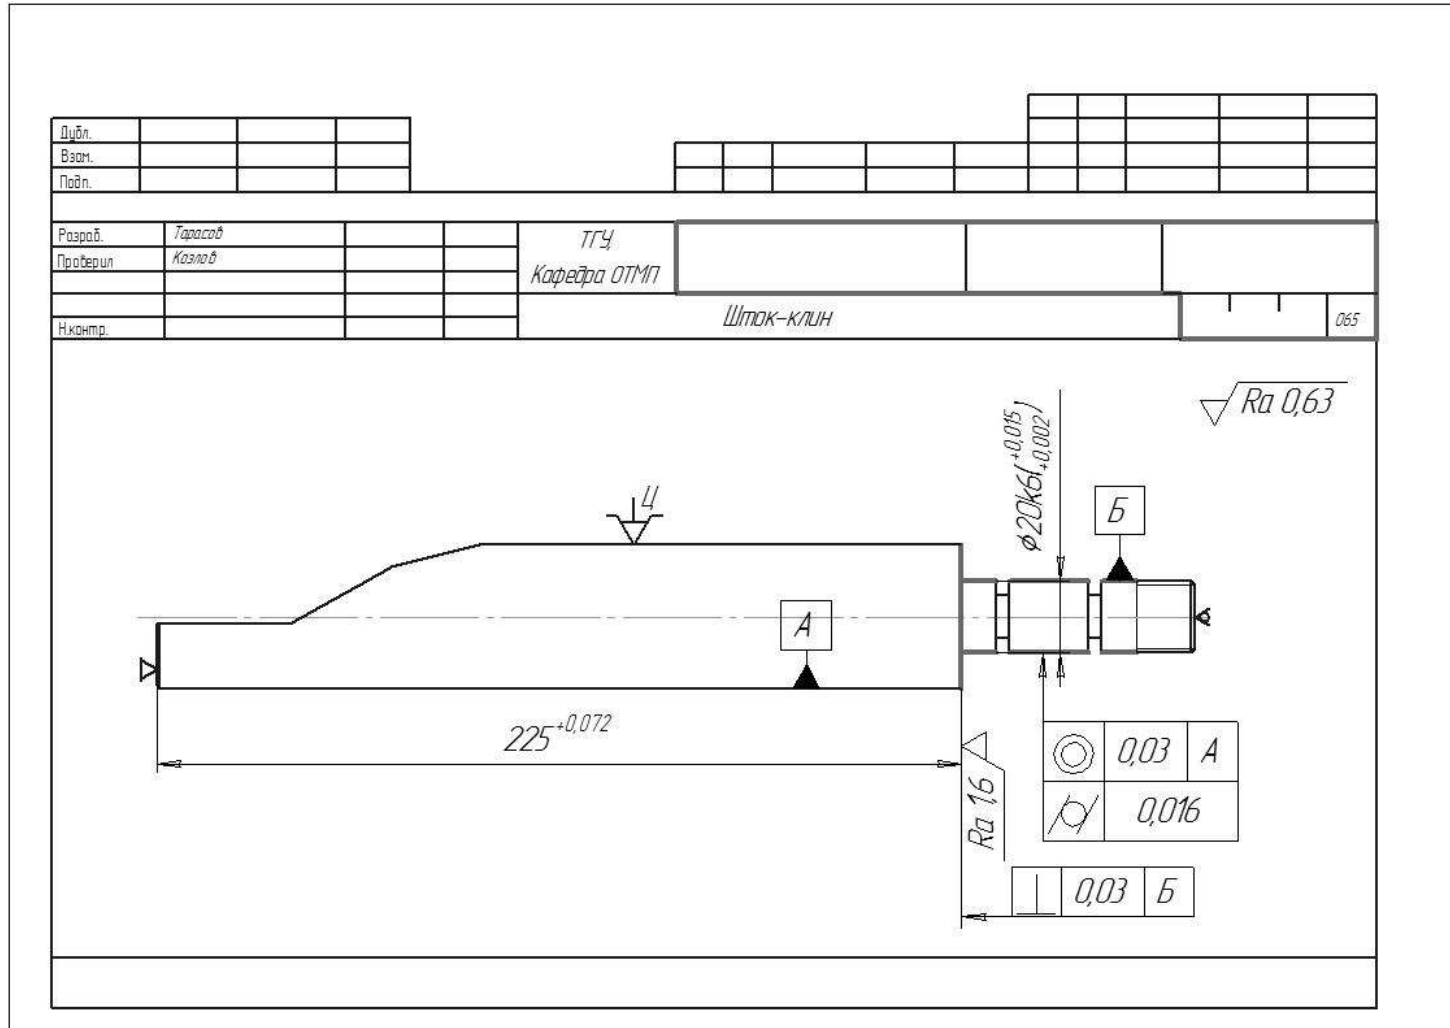 Дубл.
Взам.
Подп.
Разраб. Тарасов
Проверил Козлов
Н.контр.
ТГУ,
Кафедра ОТМП
Шток-клин
065
Ra 0,63
⌀20k6(+0,015 +0,002)
Ц
Б
А
225+0,072
Ra 1,6
0,03 А
0,016
0,03 Б